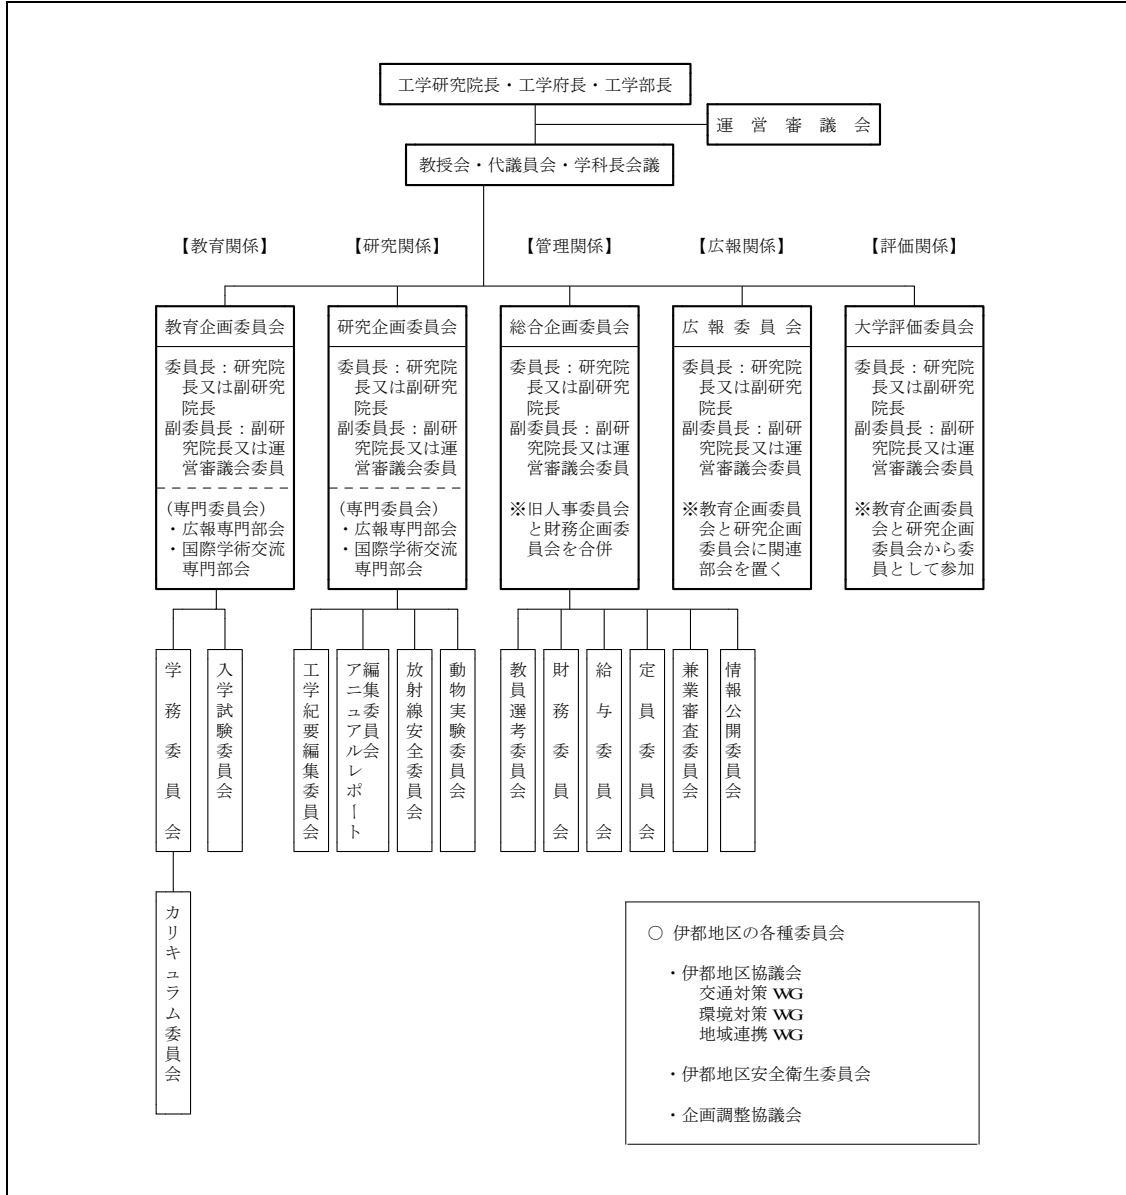 工学研究院長・工学府長・工学部長
運営審議会
教授会・代議員会・学科長会議
【教育関係】
【研究関係】
【管理関係】
【広報関係】
【評価関係】
教育企画委員会
委員長：研究院
長又は副研究
院長
副委員長：副研
究院長又は運
営審議会委員
(専門委員会)
・広報専門部会
・国際学術交流
専門部会
研究企画委員会
委員長：研究院
長又は副研究
院長
副委員長：副研
究院長又は運
営審議会委員
(専門委員会)
・広報専門部会
・国際学術交流
専門部会
総合企画委員会
委員長：研究院
長又は副研究
院長
副委員長：副研
究院長又は運
営審議会委員
※旧人事委員会
と財務企画委
員会を合併
広報委員会
委員長：研究院
長又は副研究
院長
副委員長：副研
究院長又は運
営審議会委員
※教育企画委員
会と研究企画
委員会に関連
部会を置く
大学評価委員会
委員長：研究院
長又は副研究
院長
副委員長：副研
究院長又は運
営審議会委員
※教育企画委員
会と研究企画
委員会から委
員として参加
学務委員会
入学試験委員会
工学紀要編集委員会
アニュアルレポート
編集委員会
放射線安全委員会
動物実験委員会
教員選考委員会
財務委員会
給与委員会
定員委員会
兼業審査委員会
情報公開委員会
カリキュラム委員会
○ 伊都地区の各種委員会
・伊都地区協議会
交通対策WG
環境対策WG
地域連携WG
・伊都地区安全衛生委員会
・企画調整協議会